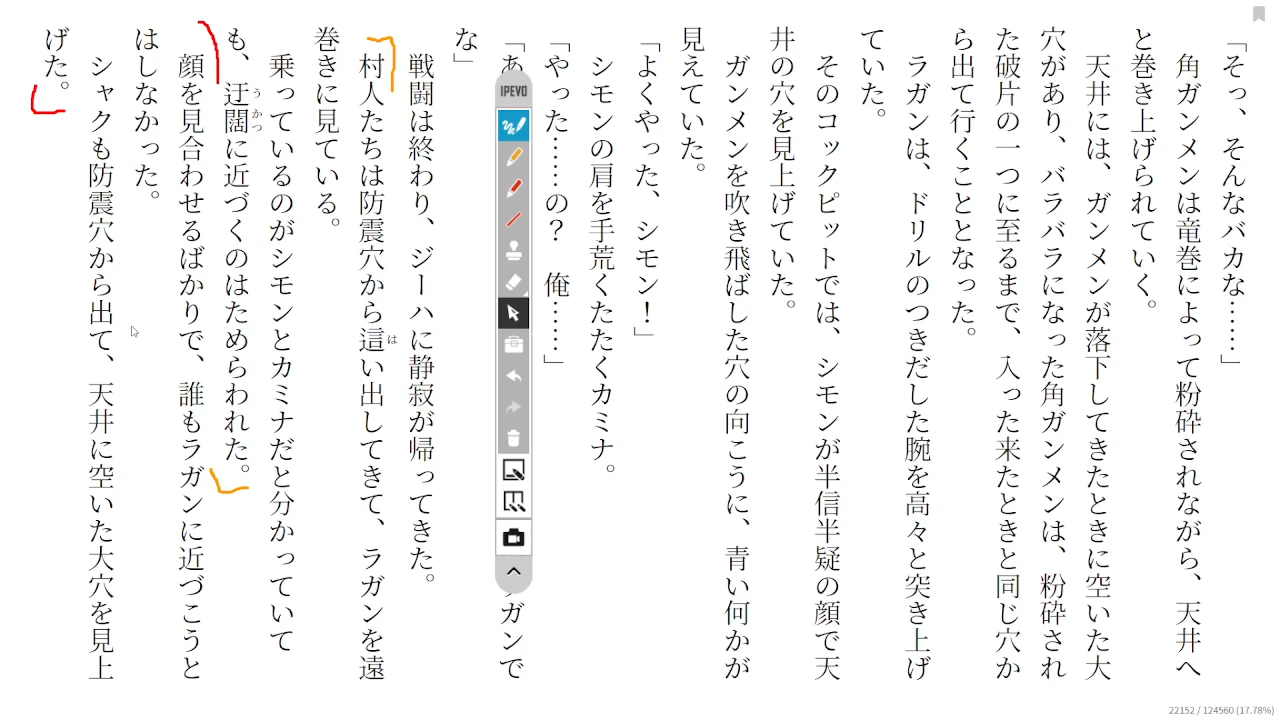 「そっ、そんなバカな……」
角ガンメンは竜巻によって粉砕されながら、天井へ
と巻き上げられていく。
天井には、ガンメンが落下してきたときに空いた大
穴があり、バラバラになった角ガンメンは、粉砕され
た破片の一つに至るまで、入った来たときと同じ穴か
ら出て行くこととなった。
ラガンは、ドリルのつきだした腕を高々と突き上げ
ていた。
そのコックピットでは、シモンが半信半疑の顔で天
井の穴を見上げていた。
ガンメンを吹き飛ばした穴の向こうに、青い何かが
見えていた。
「よくやった、シモン！」
シモンの肩を手荒くたたくカミナ。
「やった……の？　俺……」
「あ
ガンで
な」
戦闘は終わり、ジーハに静寂が帰ってきた。
村人たちは防震穴から這い出してきて、ラガンを遠
は
巻きに見ている。
乗っているのがシモンとカミナだと分かっていて
も、迂闊に近づくのはためらわれた。
うかつ
顔を見合わせるばかりで、誰もラガンに近づこうと
はしなかった。
シャクも防震穴から出て、天井に空いた大穴を見上
げた。
IPEVO
22152 / 124560 (17.78%)